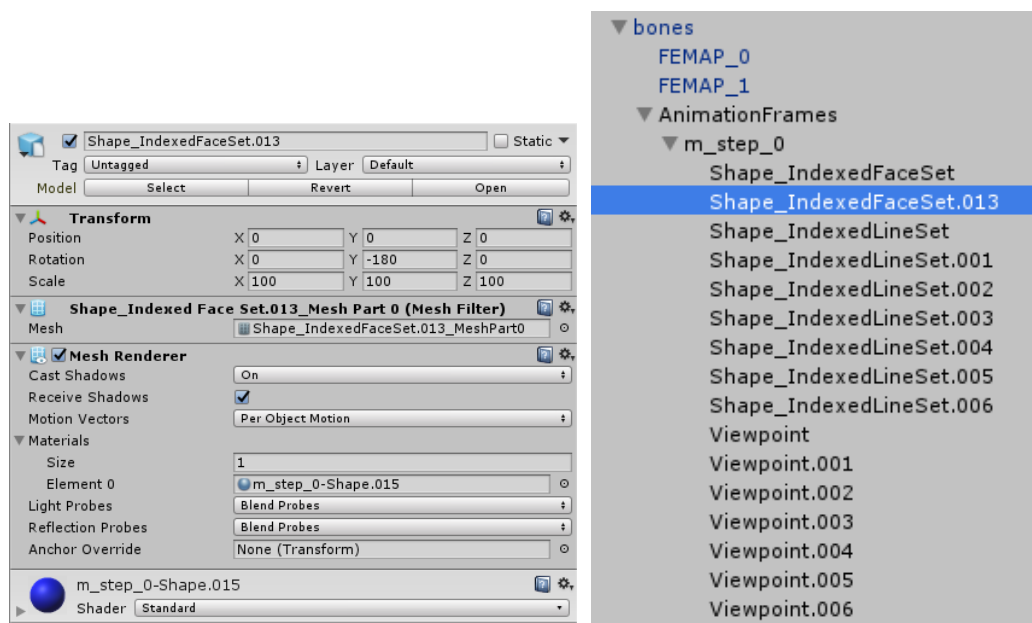 Shape_IndexedFaceSet.013 Static
Tag Untagged Layer Default
Model Select Revert Open
Transform
Position X 0 Y 0 Z 0
Rotation X 0 Y -180 Z 0
Scale X 100 Y 100 Z 100
Shape_Indexed Face Set.013_Mesh Part 0 (Mesh Filter)
Mesh Shape_IndexedFaceSet.013_MeshPart0
Mesh Renderer
Cast Shadows On
Receive Shadows
Motion Vectors Per Object Motion
Materials
Size 1
Element 0 m_step_0-Shape.015
Light Probes Blend Probes
Reflection Probes Blend Probes
Anchor Override None (Transform)
m_step_0-Shape.015
Shader Standard
bones
FEMAP_0
FEMAP_1
AnimationFrames
m_step_0
Shape_IndexedFaceSet
Shape_IndexedFaceSet.013
Shape_IndexedLineSet
Shape_IndexedLineSet.001
Shape_IndexedLineSet.002
Shape_IndexedLineSet.003
Shape_IndexedLineSet.004
Shape_IndexedLineSet.005
Shape_IndexedLineSet.006
Viewpoint
Viewpoint.001
Viewpoint.002
Viewpoint.003
Viewpoint.004
Viewpoint.005
Viewpoint.006